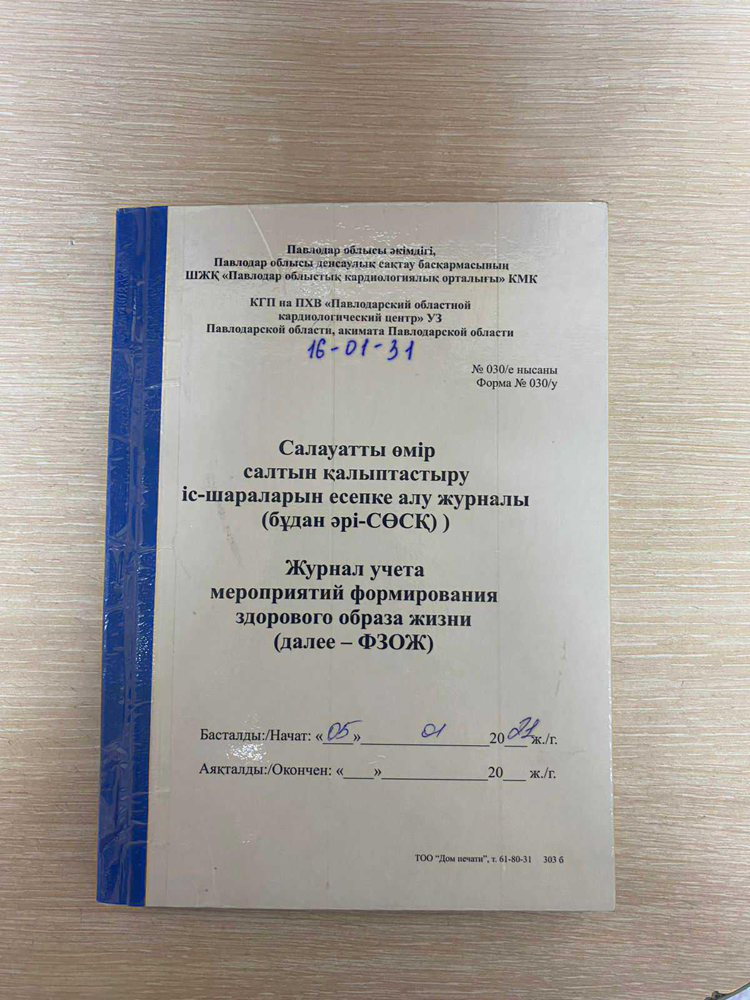 Павлодар облысы әкімдігі,
Павлодар облысы денсаулық сақтау басқармасының
ШЖҚ «Павлодар облыстық кардиологиялық орталығы» КМК
КГП на ПХВ «Павлодарский областной
кардиологический центр» УЗ
Павлодарской области, акимата Павлодарской области
16-01-31
№ 030/е нысаны
Форма № 030/у
Салауатты өмір
салтын қалыптастыру
іс-шараларын есепке алу журналы
(бұдан әрі-СӨСҚ) )
Журнал учета
мероприятий формирования
здорового образа жизни
(далее – ФЗОЖ)
Басталды:/Начат: «05» 01 2021 ж./г.
Аяқталды:/Окончен: «____»______________20___ ж./г.
ТОО “Дом печати”, т. 61-80-31 303 б